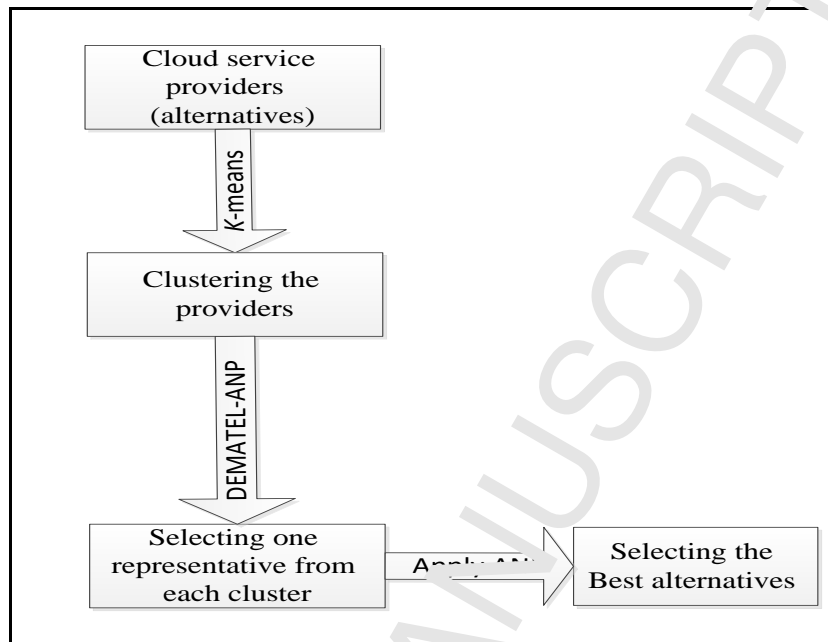 Cloud service
providers
(alternatives)
K-means
Clustering the
providers
DEMATEL-ANP
Selecting one
representative from
each cluster
Apply
Selecting the
Best alternatives